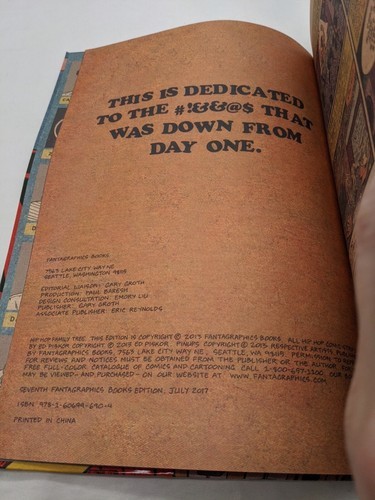 THIS IS DEDICATED
TO THE #!&&@$ THAT
WAS DOWN FROM
DAY ONE.
FANTAGRAPHICS BOOKS
7563 LAKE CITY WAY NE
SEATTLE, WASHINGTON 98115
EDITORIAL LIAISON: GARY GROTH
PRODUCTION: PAUL BARESH
DESIGN CONSULTATION: EMORY LIU
PUBLISHER: GARY GROTH
ASSOCIATE PUBLISHER: ERIC REYNOLDS
HIP HOP FAMILY TREE. THIS EDITION IS COPYRIGHT © 2013 FANTAGRAPHICS BOOKS. ALL HIP HOP
BY ED PISKOR COPYRIGHT © 2013 ED PISKOR. PINUPS COPYRIGHT © 2013 RESPECTIVE ARTISTS.
BY FANTAGRAPHICS BOOKS, 7563 LAKE CITY WAY NE, SEATTLE, WA 98115. PERMISSION TO
FOR REVIEWS AND NOTICES MUST BE OBTAINED FROM THE PUBLISHER OR THE AUTHOR.
FREE FULL-COLOR CATALOGUE OF COMICS AND CARTOONING CALL 1-800-657-1100. OUR
MAY BE VIEWED - AND PURCHASED - ON OUR WEBSITE AT WWW.FANTAGRAPHICS.COM.
SEVENTH FANTAGRAPHICS BOOKS EDITION, JULY 2017
ISBN 978-1-60699-690-4
PRINTED IN CHINA